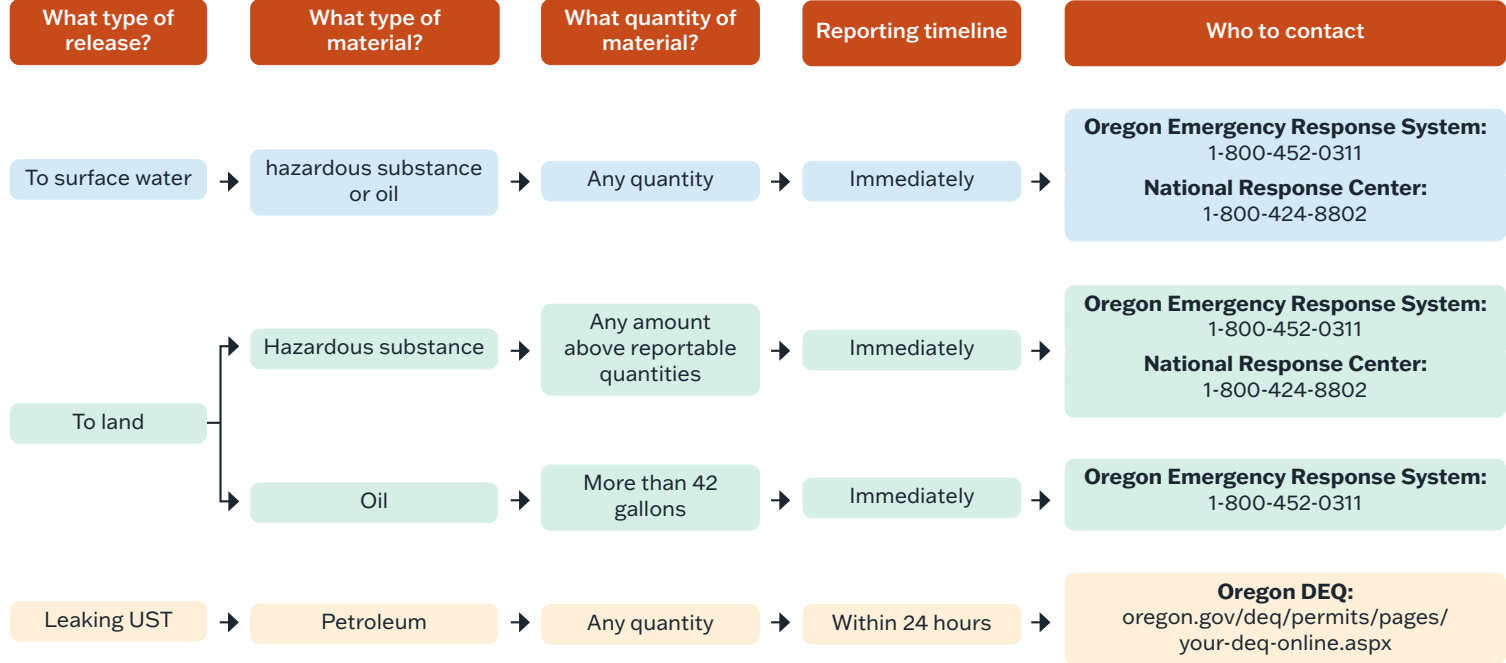 What type of
release?
What type of
material?
What quantity of
material?
Reporting timeline
Who to contact
To surface water
hazardous substance
or oil
Any quantity
Immediately
Oregon Emergency Response System:
1-800-452-0311
National Response Center:
1-800-424-8802
To land
Hazardous substance
Any amount
above reportable
quantities
Immediately
Oregon Emergency Response System:
1-800-452-0311
National Response Center:
1-800-424-8802
Oil
More than 42
gallons
Immediately
Oregon Emergency Response System:
1-800-452-0311
Leaking UST
Petroleum
Any quantity
Within 24 hours
Oregon DEQ:
oregon.gov/deq/permits/pages/
your-deq-online.aspx